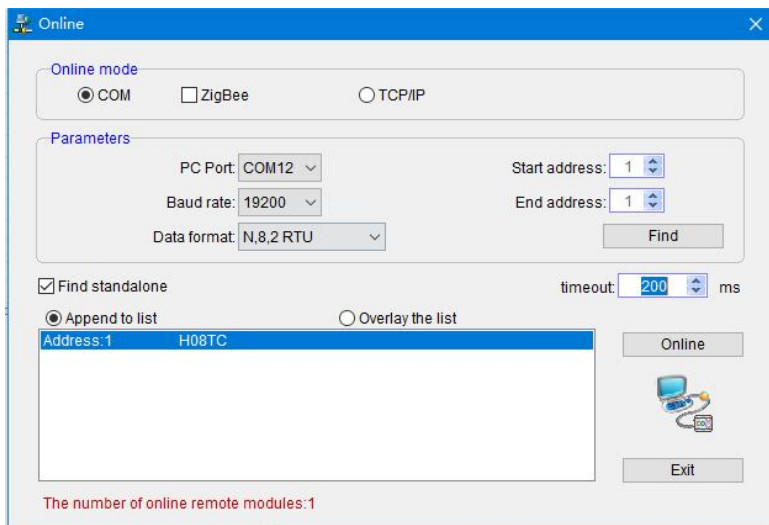 Online
Online mode
COM ZigBee TCP/IP
Parameters
PC Port: COM12 Start address: 1
Baud rate: 19200 End address: 1
Data format: N,8,2 RTU Find
Find standalone timeout: 200 ms
Append to list Overlay the list
Address:1 H08TC
Online
Exit
The number of online remote modules:1